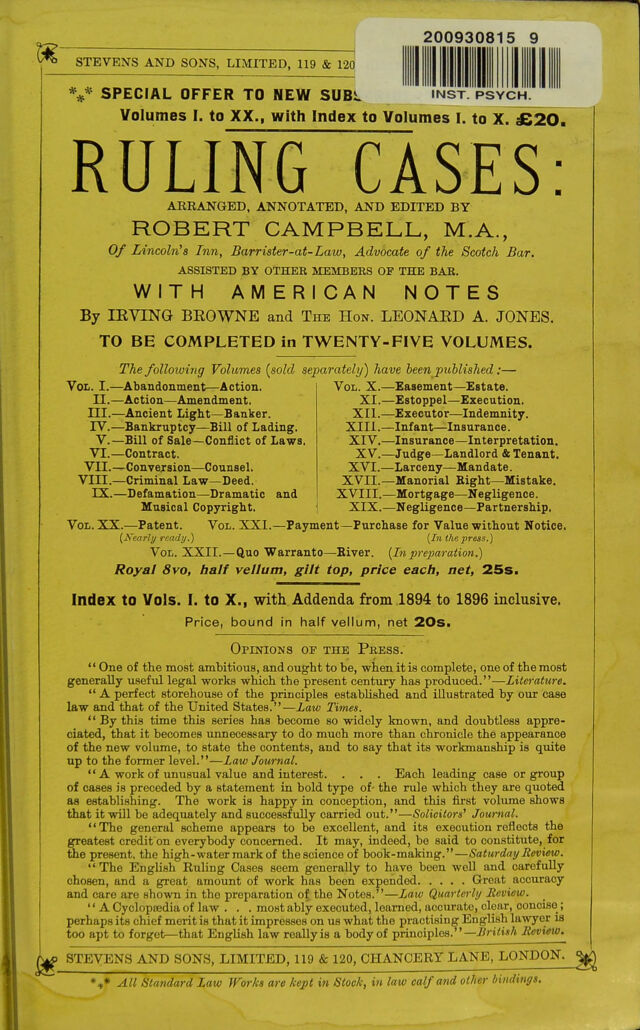 200930815 9
INST. PSYCH.
STEVENS AND SONS, LIMITED, 119 & 120
*** SPECIAL OFFER TO NEW SUBS
Volumes I. to XX., with Index to Volumes I. to X. £20.
RULING CASES:
ARRANGED, ANNOTATED, AND EDITED BY
ROBERT CAMPBELL, M.A.,
Of Lincoln's Inn, Barrister-at-Law, Advocate of the Scotch Bar.
ASSISTED BY OTHER MEMBERS OF THE BAR.
WITH AMERICAN NOTES
By IRVING BROWNE and THE HON. LEONARD A. JONES.
TO BE COMPLETED in TWENTY-FIVE VOLUMES.
The following Volumes (sold separately) have been published:—
VOL. I.—Abandonment—Action.
II.—Action—Amendment.
III.—Ancient Light—Banker.
IV.—Bankruptcy—Bill of Lading.
V.—Bill of Sale—Conflict of Laws.
VI.—Contract.
VII.—Conversion—Counsel.
VIII.—Criminal Law—Deed.
IX.—Defamation—Dramatic and
Musical Copyright.
VOL. X.—Easement—Estate.
XI.—Estoppel—Execution.
XII.—Executor—Indemnity.
XIII.—Infant—Insurance.
XIV.—Insurance—Interpretation.
XV.—Judge—Landlord & Tenant.
XVI.—Larceny—Mandate.
XVII.—Manorial Right—Mistake.
XVIII.—Mortgage—Negligence.
XIX.—Negligence—Partnership.
VOL. XX.—Patent. VOL. XXI.—Payment—Purchase for Value without Notice.
(Nearly ready.) (In the press.)
VOL. XXII.—Quo Warranto—River. (In preparation.)
Royal 8vo, half vellum, gilt top, price each, net, 25s.
Index to Vols. I. to X., with Addenda from 1894 to 1896 inclusive.
Price, bound in half vellum, net 20s.
OPINIONS OF THE PRESS.
"One of the most ambitious, and ought to be, when it is complete, one of the most
generally useful legal works which the present century has produced."—Literature.
"A perfect storehouse of the principles established and illustrated by our case
law and that of the United States."—Law Times.
"By this time this series has become so widely known, and doubtless appre-
ciated, that it becomes unnecessary to do much more than chronicle the appearance
of the new volume, to state the contents, and to say that its workmanship is quite
up to the former level."—Law Journal.
"A work of unusual value and interest. . . . Each leading case or group
of cases is preceded by a statement in bold type of the rule which they are quoted
as establishing. The work is happy in conception, and this first volume shows
that it will be adequately and successfully carried out."—Solicitors' Journal.
"The general scheme appears to be excellent, and its execution reflects the
greatest credit on everybody concerned. It may, indeed, be said to constitute, for
the present, the high-water mark of the science of book-making."—Saturday Review.
"The English Ruling Cases seem generally to have been well and carefully
chosen, and a great amount of work has been expended. . . . . Great accuracy
and care are shown in the preparation of the Notes."—Law Quarterly Review.
"A Cyclopædia of law . . . most ably executed, learned, accurate, clear, concise;
perhaps its chief merit is that it impresses on us what the practising English lawyer is
too apt to forget—that English law really is a body of principles."—British Review.
STEVENS AND SONS, LIMITED, 119 & 120, CHANCERY LANE, LONDON.
*** All Standard Law Works are kept in Stock, in law calf and other bindings.